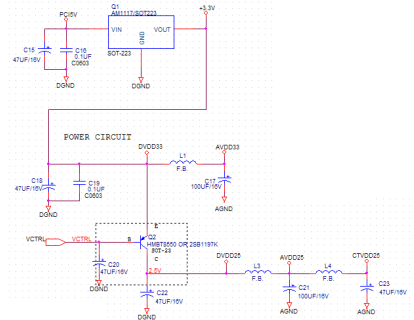 Q1
AM1117/SOT223
PCI5V
+3.3V
VIN
VOUT
GND
SOT-223
C15
47UF/16V
C16
0.1UF
C0603
DGND
DGND
POWER CIRCUIT
DVDD33
AVDD33
L1
F.B.
C18
47UF/16V
C19
0.1UF
C0603
C17
100UF/16V
DGND
AGND
E
Q2
HMBT8550 OR 2SB1197K
SOT-23
B
C
VCTRL
VCTRL
2.5V
C20
47UF/16V
DGND
C22
47UF/16V
DGND
DVDD25
AVDD25
CTVDD25
L3
F.B.
L4
F.B.
C21
100UF/16V
C23
47UF/16V
AGND
AGND